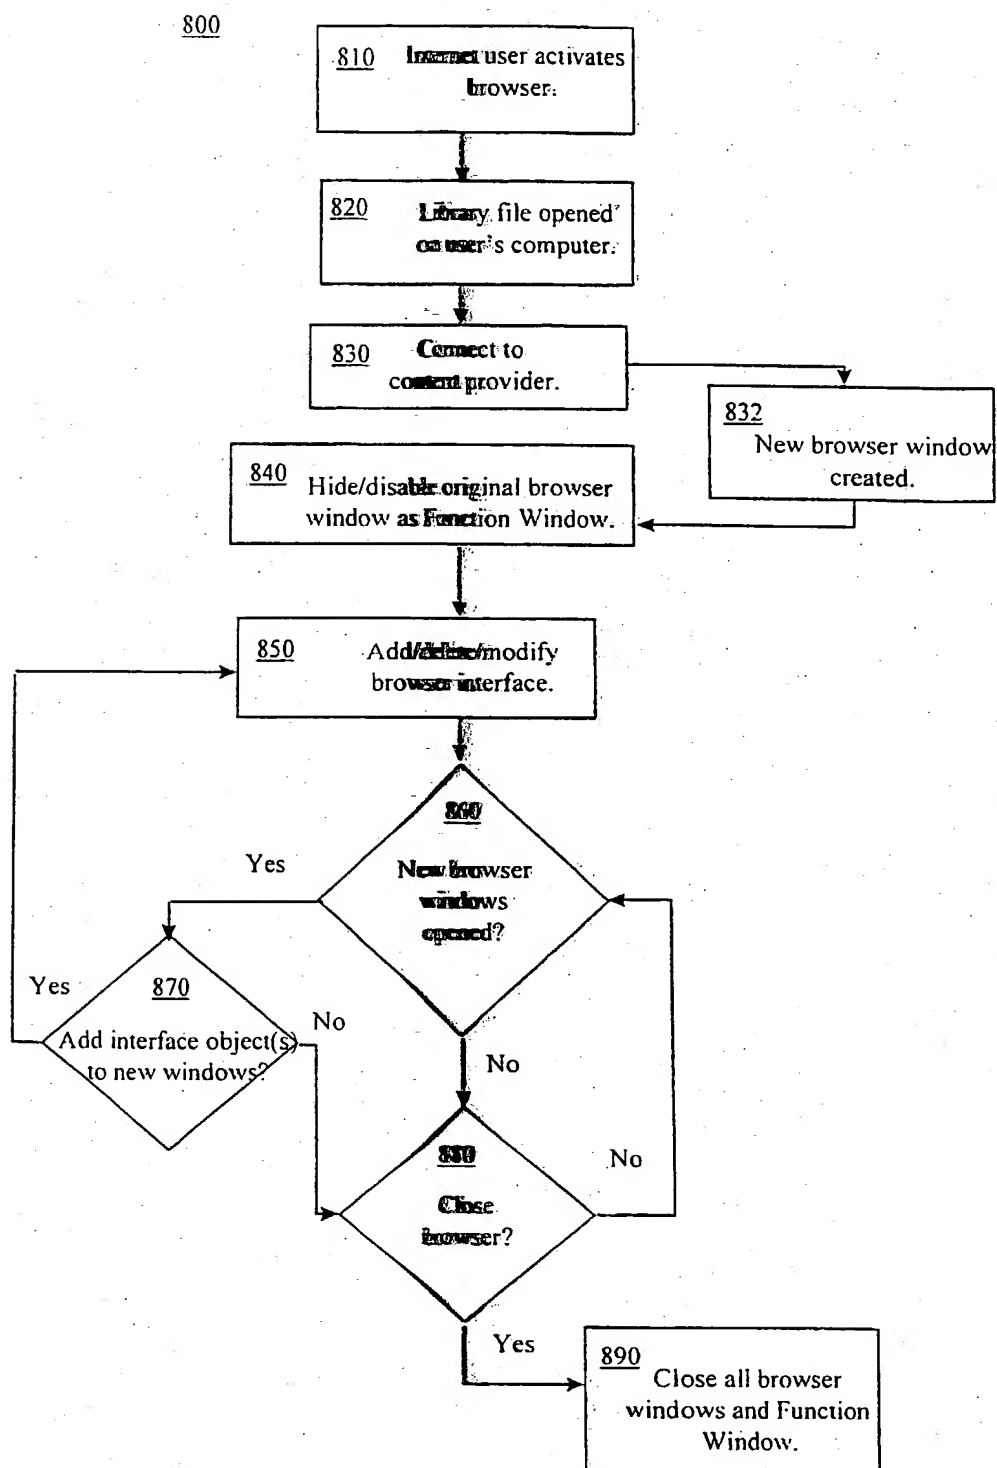 800
810 Internet user activates
browser.
820 Library file opened
on user's computer.
830 Connect to
content provider.
832
New browser window
created.
840 Hide/disable original browser
window as Function Window.
850 Add/delete/modify
browser interface.
860
New browser
windows
opened?
Yes
No
870
Add interface object(s)
to new windows?
Yes
No
880
Close
browser?
No
Yes
890
Close all browser
windows and Function
Window.